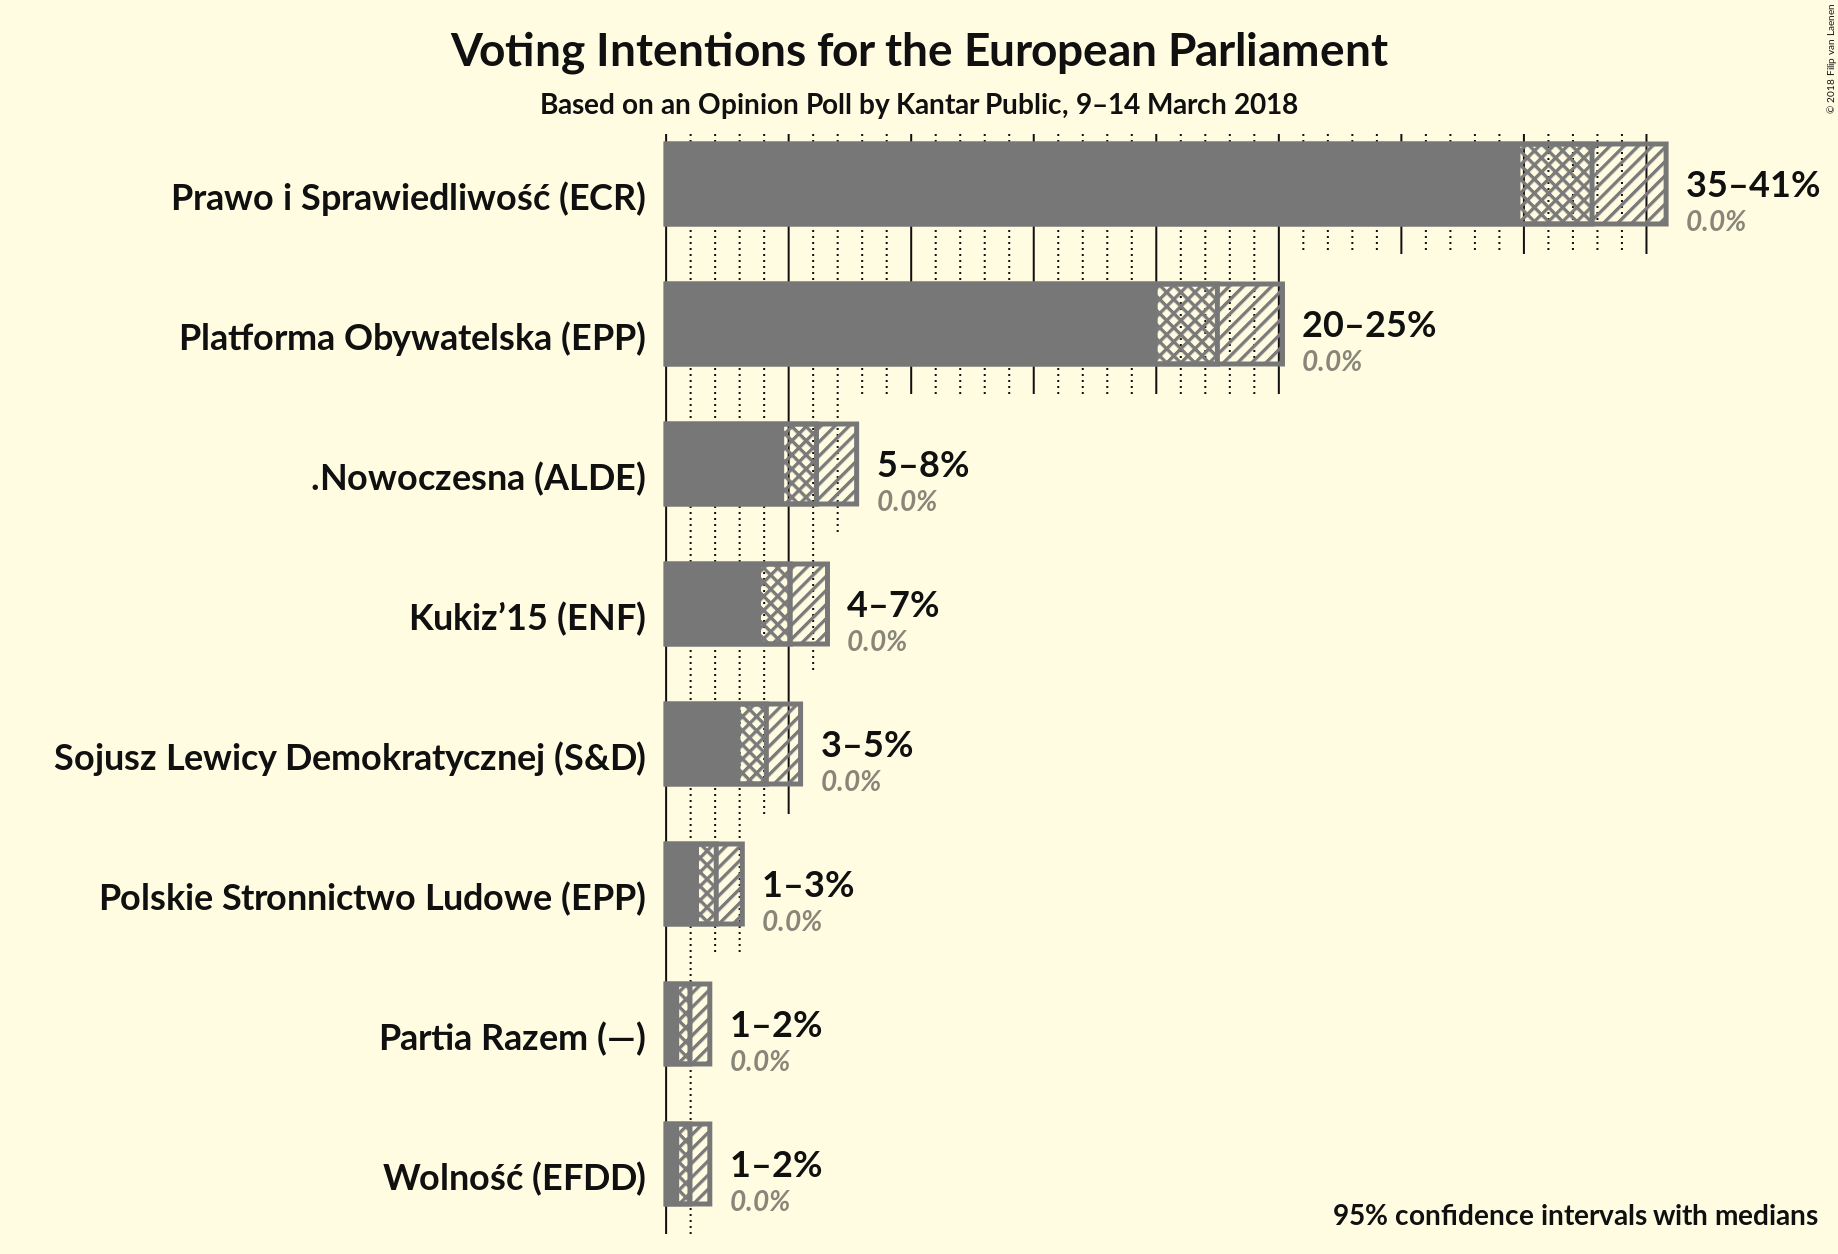 Voting Intentions for the European Parliament
Based on an Opinion Poll by Kantar Public, 9–14 March 2018
© 2018 Filip van Laenen
Prawo i Sprawiedliwość (ECR)
35–41%
0.0%
Platforma Obywatelska (EPP)
20–25%
0.0%
.Nowoczesna (ALDE)
5–8%
0.0%
Kukiz’15 (ENF)
4–7%
0.0%
Sojusz Lewicy Demokratycznej (S&D)
3–5%
0.0%
Polskie Stronnictwo Ludowe (EPP)
1–3%
0.0%
Partia Razem (—)
1–2%
0.0%
Wolność (EFDD)
1–2%
0.0%
95% confidence intervals with medians